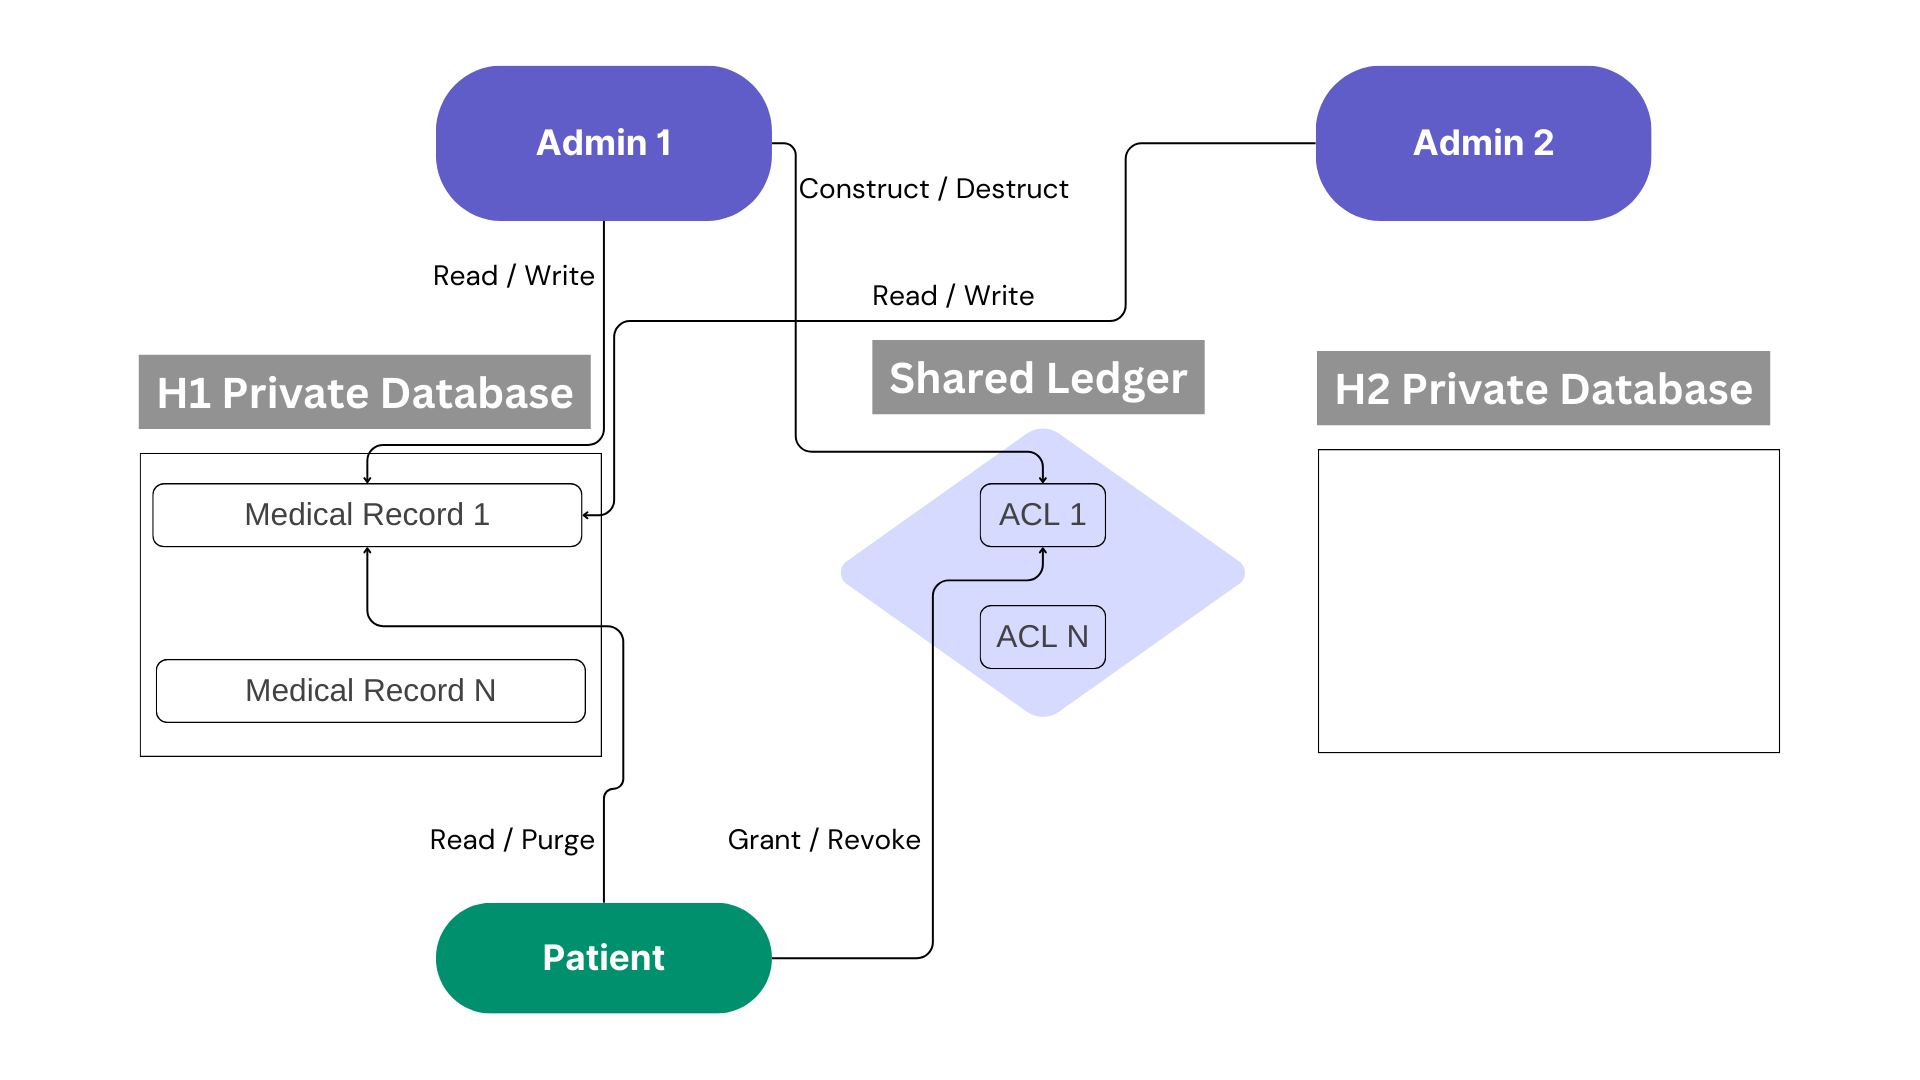 Admin 1
Admin 2
Construct / Destruct
Read / Write
Read / Write
H1 Private Database
Shared Ledger
H2 Private Database
Medical Record 1
ACL 1
ACL N
Medical Record N
Read / Purge
Grant / Revoke
Patient